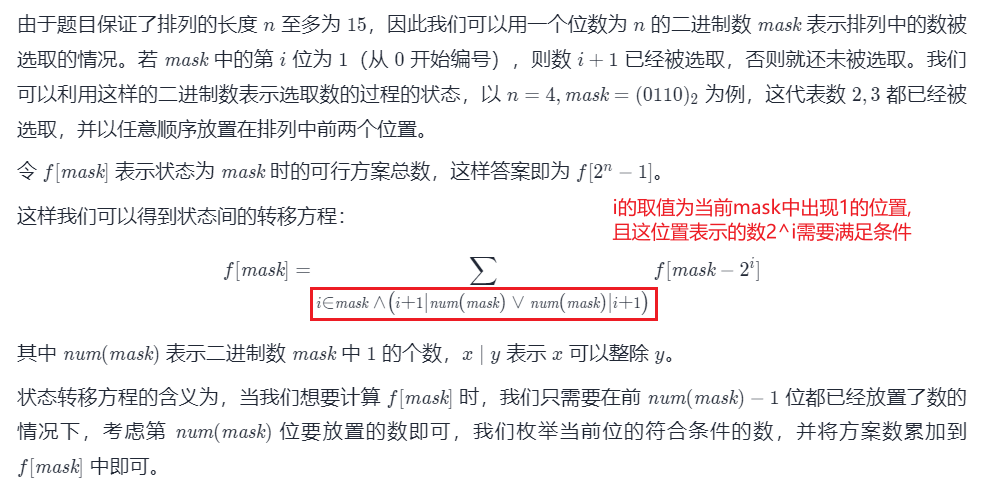 由于题目保证了排列的长度 n 至多为 15，因此我们可以用一个位数为 n 的二进制数 mask 表示排列中的数被
选取的情况。若 mask 中的第 i 位为 1（从 0 开始编号），则数 i + 1 已经被选取，否则就还未被选取。我们
可以利用这样的二进制数表示选取数的过程的状态，以 n = 4, mask = (0110)₂ 为例，这代表数 2, 3 都已经被
选取，并以任意顺序放置在排列中前两个位置。
令 f[mask] 表示状态为 mask 时的可行方案总数，这样答案即为 f[2ⁿ − 1]。
这样我们可以得到状态间的转移方程：
i的取值为当前mask中出现1的位置,
且这位置表示的数2^i需要满足条件
f[mask] = ∑ f[mask − 2ⁱ]
i∈mask ∧(i+1|num(mask) ∨ num(mask)|i+1)
其中 num(mask) 表示二进制数 mask 中 1 的个数，x | y 表示 x 可以整除 y。
状态转移方程的含义为，当我们想要计算 f[mask] 时，我们只需要在前 num(mask) − 1 位都已经放置了数的
情况下，考虑第 num(mask) 位要放置的数即可，我们枚举当前位的符合条件的数，并将方案数累加到
f[mask] 中即可。